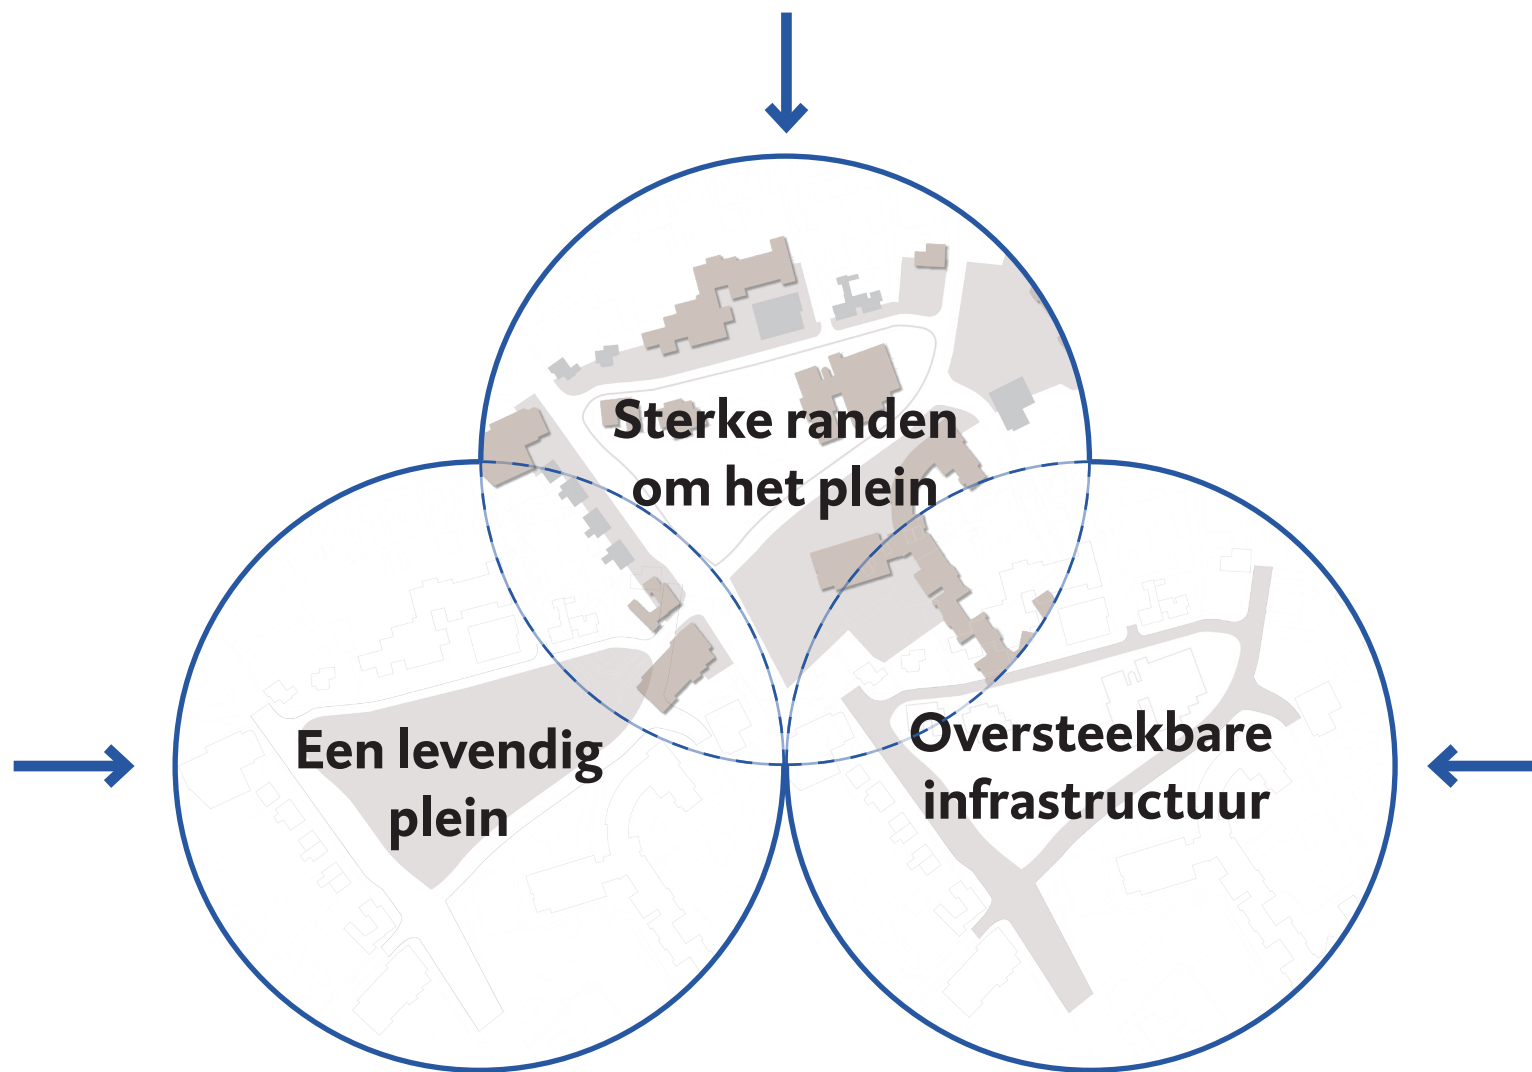 Sterke randen
om het plein
Een levendig
plein
Oversteekbare
infrastructuur